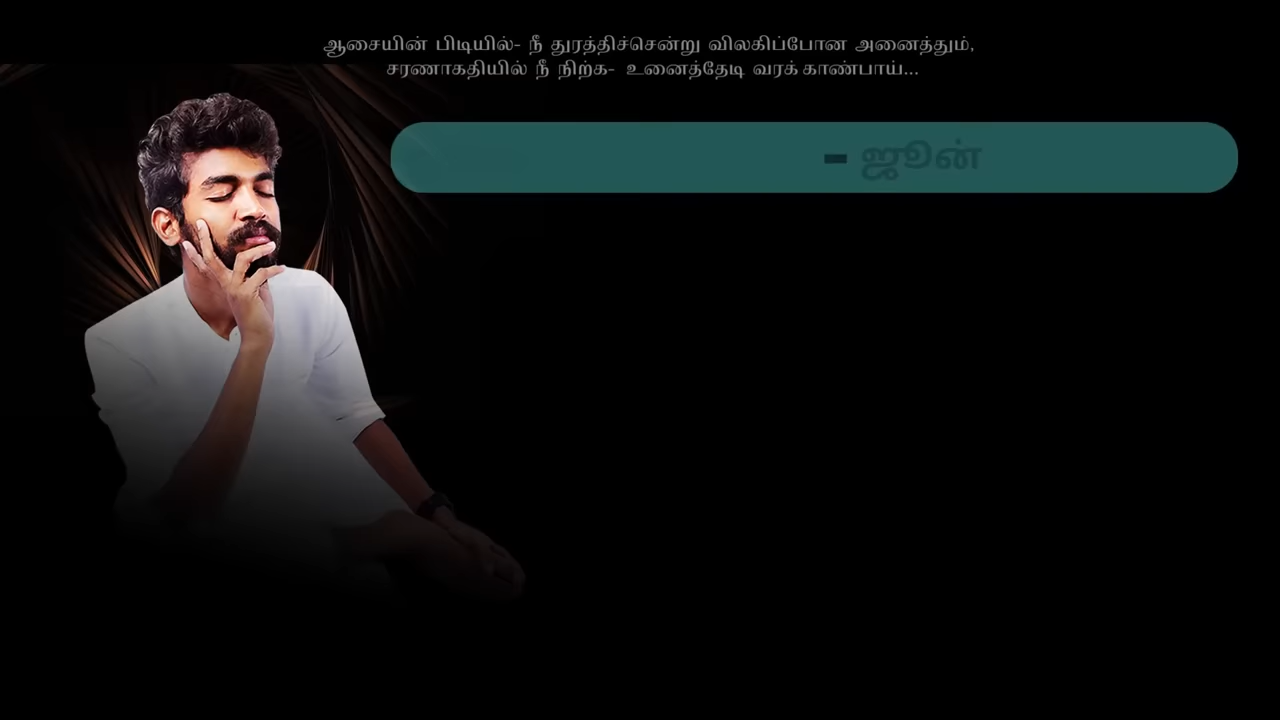 ஆசையின் பிடியில்- நீ துரத்திச்சென்று விலகிப்போன அனைத்தும்,
சரணாகதியில் நீ நிற்க- உனைத்தேடி வரக் காண்பாய்...
- ஜூன்